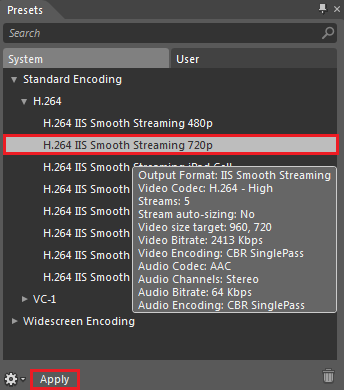 Presets
Search
System User
Standard Encoding
H.264
H.264 IIS Smooth Streaming 480p
H.264 IIS Smooth Streaming 720p
H.264 IIS Smooth Streaming iPad Cell
H.264 IIS Smooth
H.264 IIS Smooth
H.264 IIS Smooth
H.264 IIS Smooth
H.264 IIS Smooth
VC-1
Widescreen Encoding
Output Format: IIS Smooth Streaming
Video Codec: H.264 - High
Streams: 5
Stream auto-sizing: No
Video size target: 960, 720
Video Bitrate: 2413 Kbps
Video Encoding: CBR SinglePass
Audio Codec: AAC
Audio Channels: Stereo
Audio Bitrate: 64 Kbps
Audio Encoding: CBR SinglePass
Apply